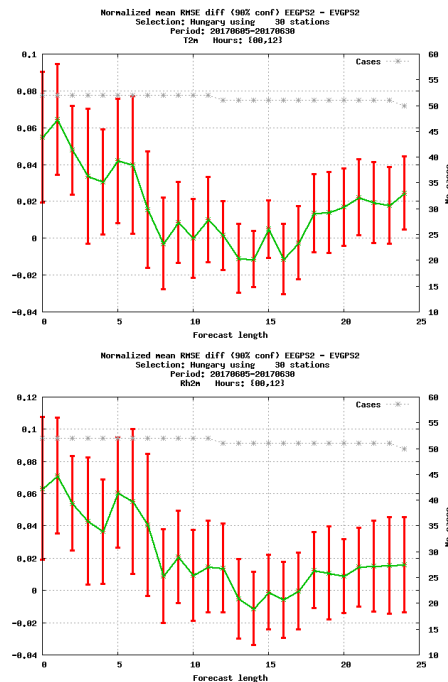 Normalized mean RMSE diff (90% conf) EEGPS2 - EVGPS2
Selection: Hungary using 30 stations
Period: 20170605-20170630
T2m Hours: {00,12}
Cases
0.1
0.08
0.06
0.04
0.02
0
-0.02
-0.04
60
55
50
45
40
35
30
25
20
15
10
No cases
0 5 10 15 20 25
Forecast length
Normalized mean RMSE diff (90% conf) EEGPS2 - EVGPS2
Selection: Hungary using 30 stations
Period: 20170605-20170630
Rh2m Hours: {00,12}
Cases
0.12
0.1
0.08
0.06
0.04
0.02
0
-0.02
-0.04
60
55
50
45
40
35
30
25
20
15
10
No cases
0 5 10 15 20 25
Forecast length